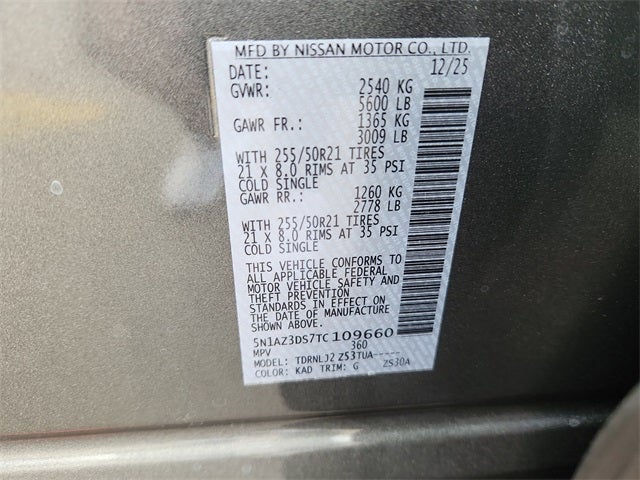 MFD BY NISSAN MOTOR CO., LTD.
DATE: 12/25
GVWR: 2540 KG
5600 LB
GAWR FR.: 1365 KG
3009 LB
WITH 255/50R21 TIRES
21 X 8.0 RIMS AT 35 PSI
COLD SINGLE
GAWR RR.: 1260 KG
2778 LB
WITH 255/50R21 TIRES
21 X 8.0 RIMS AT 35 PSI
COLD SINGLE
THIS VEHICLE CONFORMS TO
ALL APPLICABLE FEDERAL
MOTOR VEHICLE SAFETY AND
THEFT PREVENTION
STANDARDS IN EFFECT ON
THE DATE OF MANUFACTURE
SHOWN ABOVE.
5N1AZ3DS7TC109660
MPV 360
MODEL: TDRNLJ2 Z53TUA-----
COLOR: KAD TRIM: G ZS30A